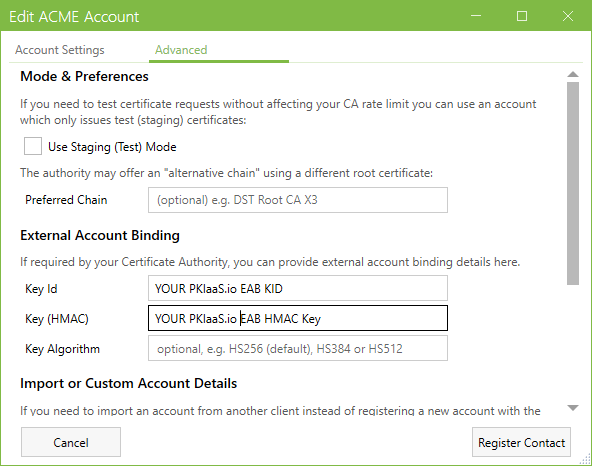 Edit ACME Account
Account Settings
Advanced
Mode & Preferences
If you need to test certificate requests without affecting your CA rate limit you can use an account
which only issues test (staging) certificates:
Use Staging (Test) Mode
The authority may offer an "alternative chain" using a different root certificate:
Preferred Chain
(optional) e.g. DST Root CA X3
External Account Binding
If required by your Certificate Authority, you can provide external account binding details here.
Key Id
YOUR PKIaaS.io EAB KID
Key (HMAC)
YOUR PKIaaS.io EAB HMAC Key
Key Algorithm
optional, e.g. HS256 (default), HS384 or HS512
Import or Custom Account Details
If you need to import an account from another client instead of registering a new account with the
Cancel
Register Contact